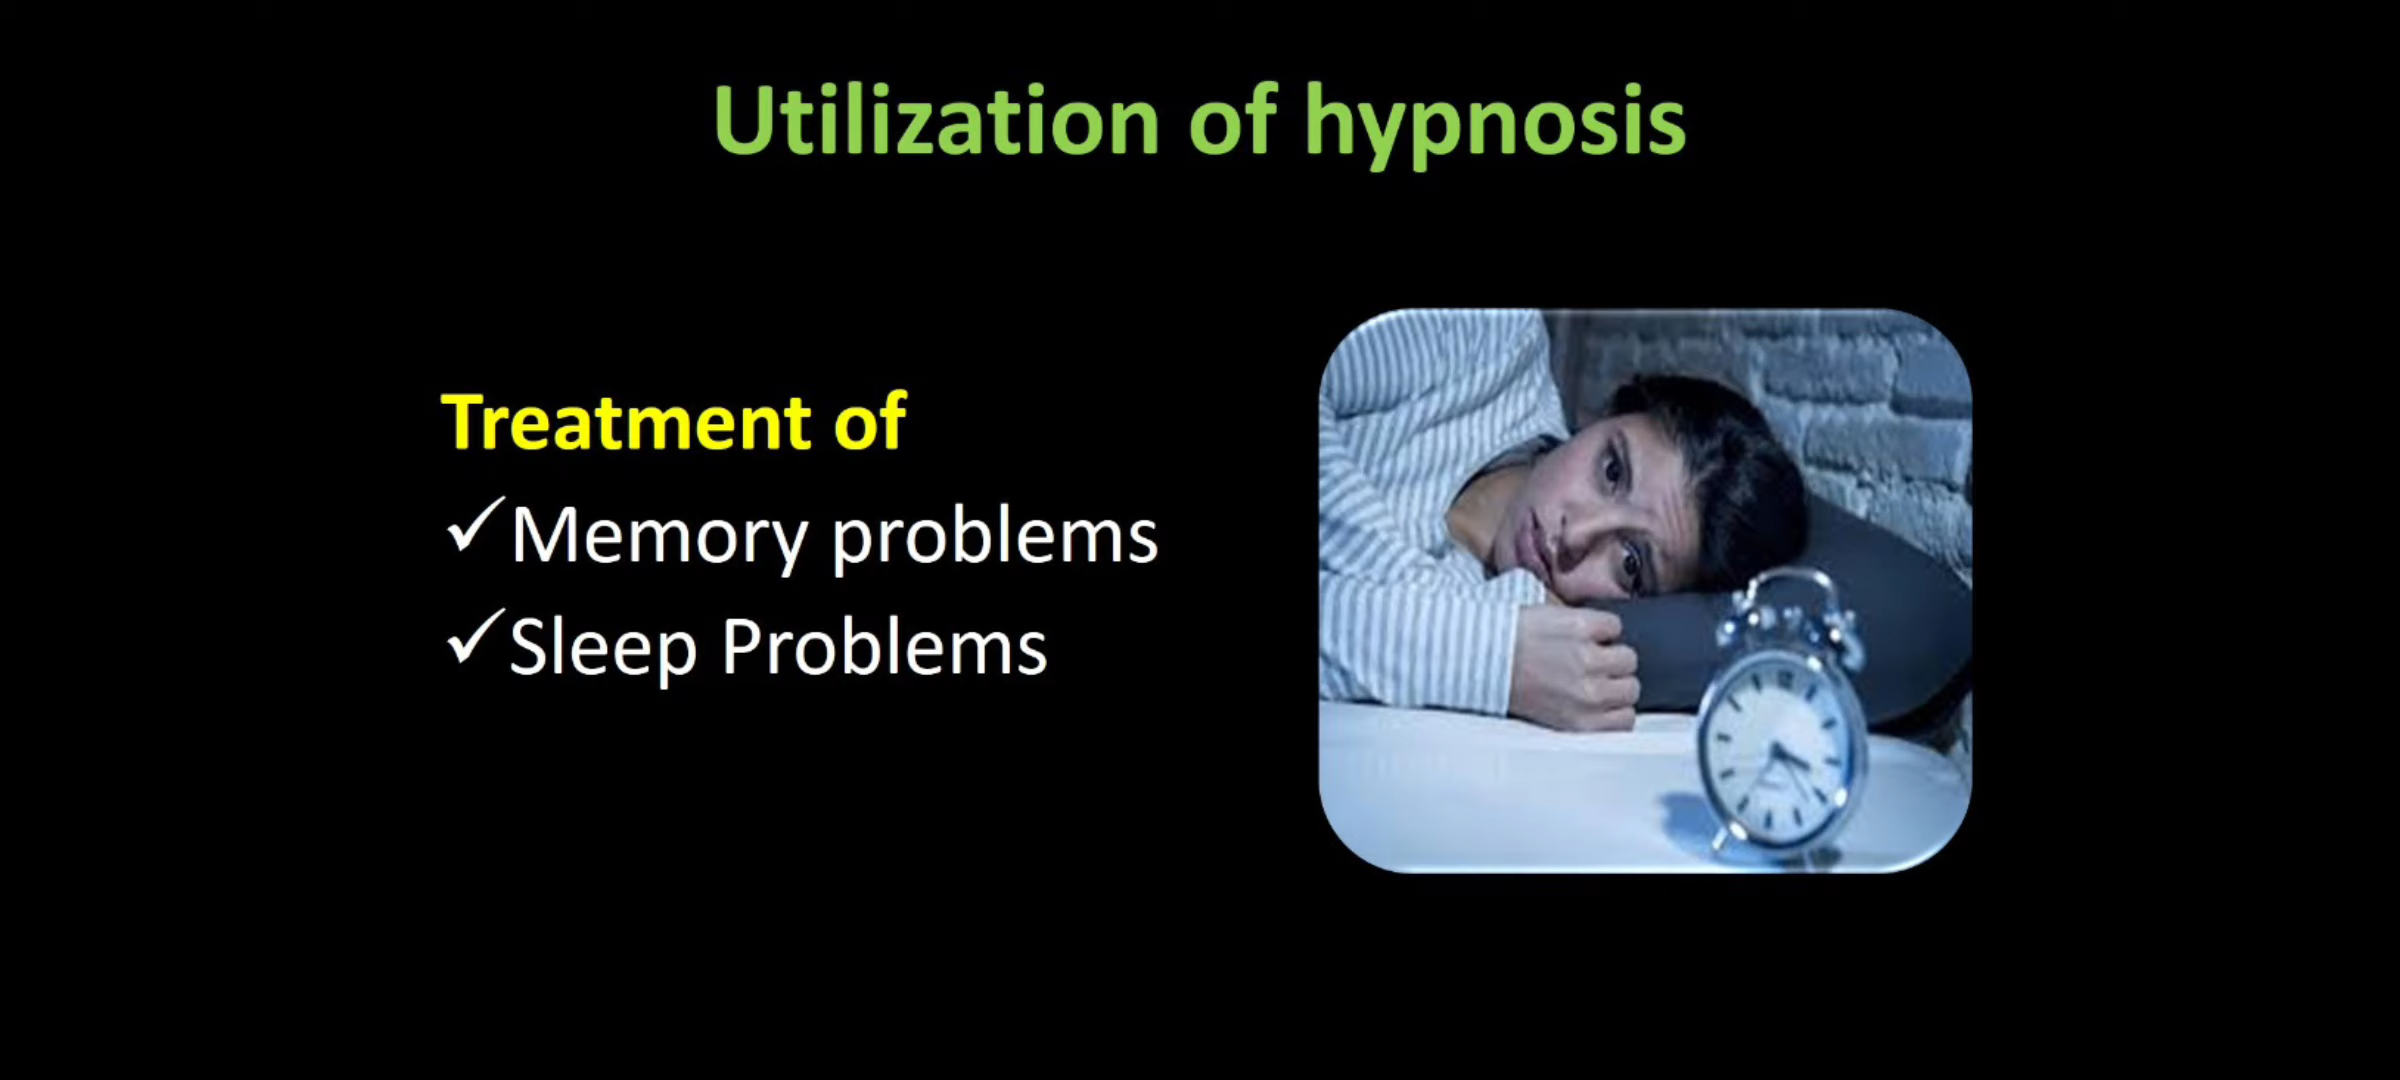 Utilization of hypnosis
Treatment of
✓Memory problems
✓Sleep Problems